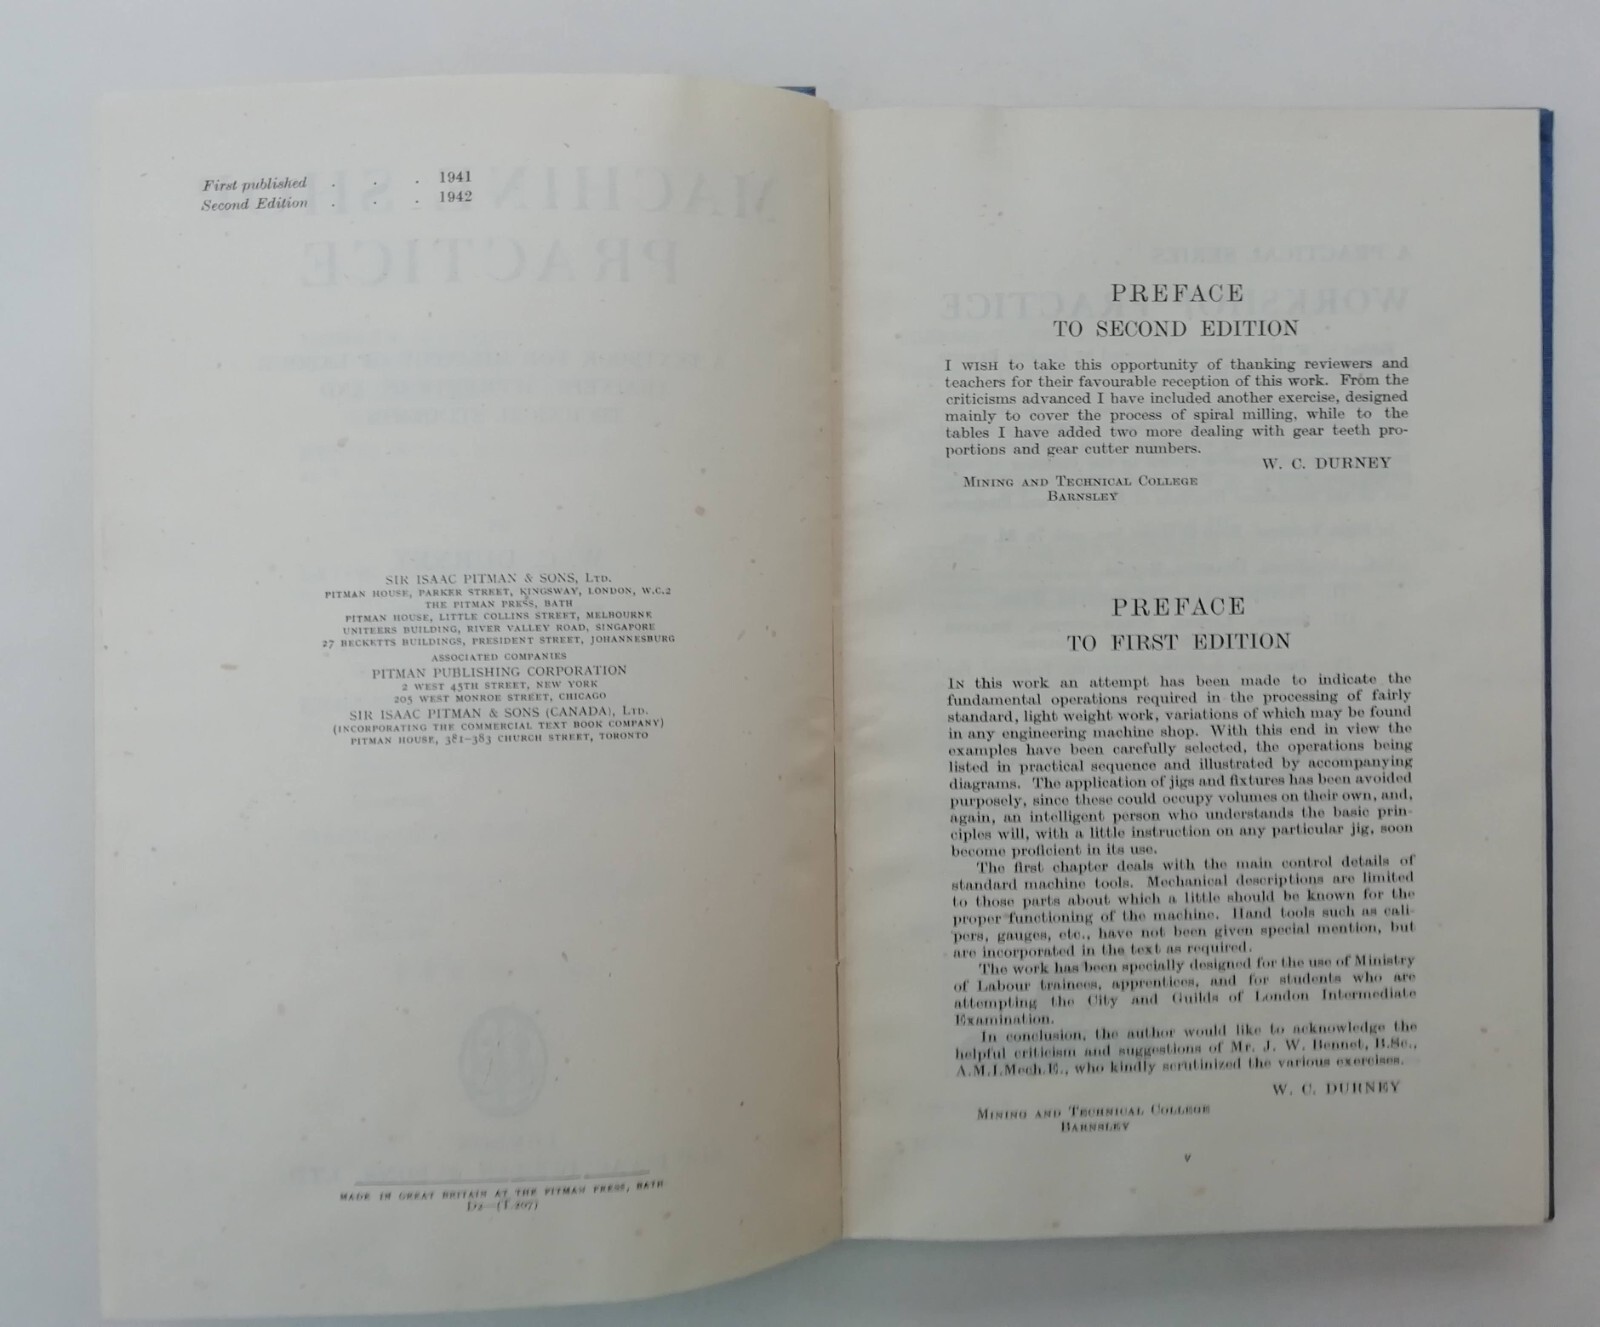 First published . . . 1941
Second Edition . . . 1942
SIR ISAAC PITMAN & SONS, LTD.
PITMAN HOUSE, PARKER STREET, KINGSWAY, LONDON, W.C.2
THE PITMAN PRESS, BATH
PITMAN HOUSE, LITTLE COLLINS STREET, MELBOURNE
UNITEERS BUILDING, RIVER VALLEY ROAD, SINGAPORE
27 BECKETTS BUILDINGS, PRESIDENT STREET, JOHANNESBURG
ASSOCIATED COMPANIES
PITMAN PUBLISHING CORPORATION
2 WEST 45TH STREET, NEW YORK
205 WEST MONROE STREET, CHICAGO
SIR ISAAC PITMAN & SONS (CANADA), LTD.
(INCORPORATING THE COMMERCIAL TEXT BOOK COMPANY)
PITMAN HOUSE, 381–383 CHURCH STREET, TORONTO
MADE IN GREAT BRITAIN AT THE PITMAN PRESS, BATH
D2—(T.407)
PREFACE
TO SECOND EDITION
I WISH to take this opportunity of thanking reviewers and
teachers for their favourable reception of this work. From the
criticisms advanced I have included another exercise, designed
mainly to cover the process of spiral milling, while to the
tables I have added two more dealing with gear teeth pro-
portions and gear cutter numbers.
W. C. DURNEY
MINING AND TECHNICAL COLLEGE
BARNSLEY
PREFACE
TO FIRST EDITION
IN this work an attempt has been made to indicate the
fundamental operations required in the processing of fairly
standard, light weight work, variations of which may be found
in any engineering machine shop. With this end in view the
examples have been carefully selected, the operations being
listed in practical sequence and illustrated by accompanying
diagrams. The application of jigs and fixtures has been avoided
purposely, since these could occupy volumes on their own, and,
again, an intelligent person who understands the basic prin-
ciples will, with a little instruction on any particular jig, soon
become proficient in its use.
The first chapter deals with the main control details of
standard machine tools. Mechanical descriptions are limited
to those parts about which a little should be known for the
proper functioning of the machine. Hand tools such as cali-
pers, gauges, etc., have not been given special mention, but
are incorporated in the text as required.
The work has been specially designed for the use of Ministry
of Labour trainees, apprentices, and for students who are
attempting the City and Guilds of London Intermediate
Examination.
In conclusion, the author would like to acknowledge the
helpful criticism and suggestions of Mr. J. W. Bennet, B.Sc.,
A.M.I.Mech.E., who kindly scrutinized the various exercises.
W. C. DURNEY
MINING AND TECHNICAL COLLEGE
BARNSLEY
v